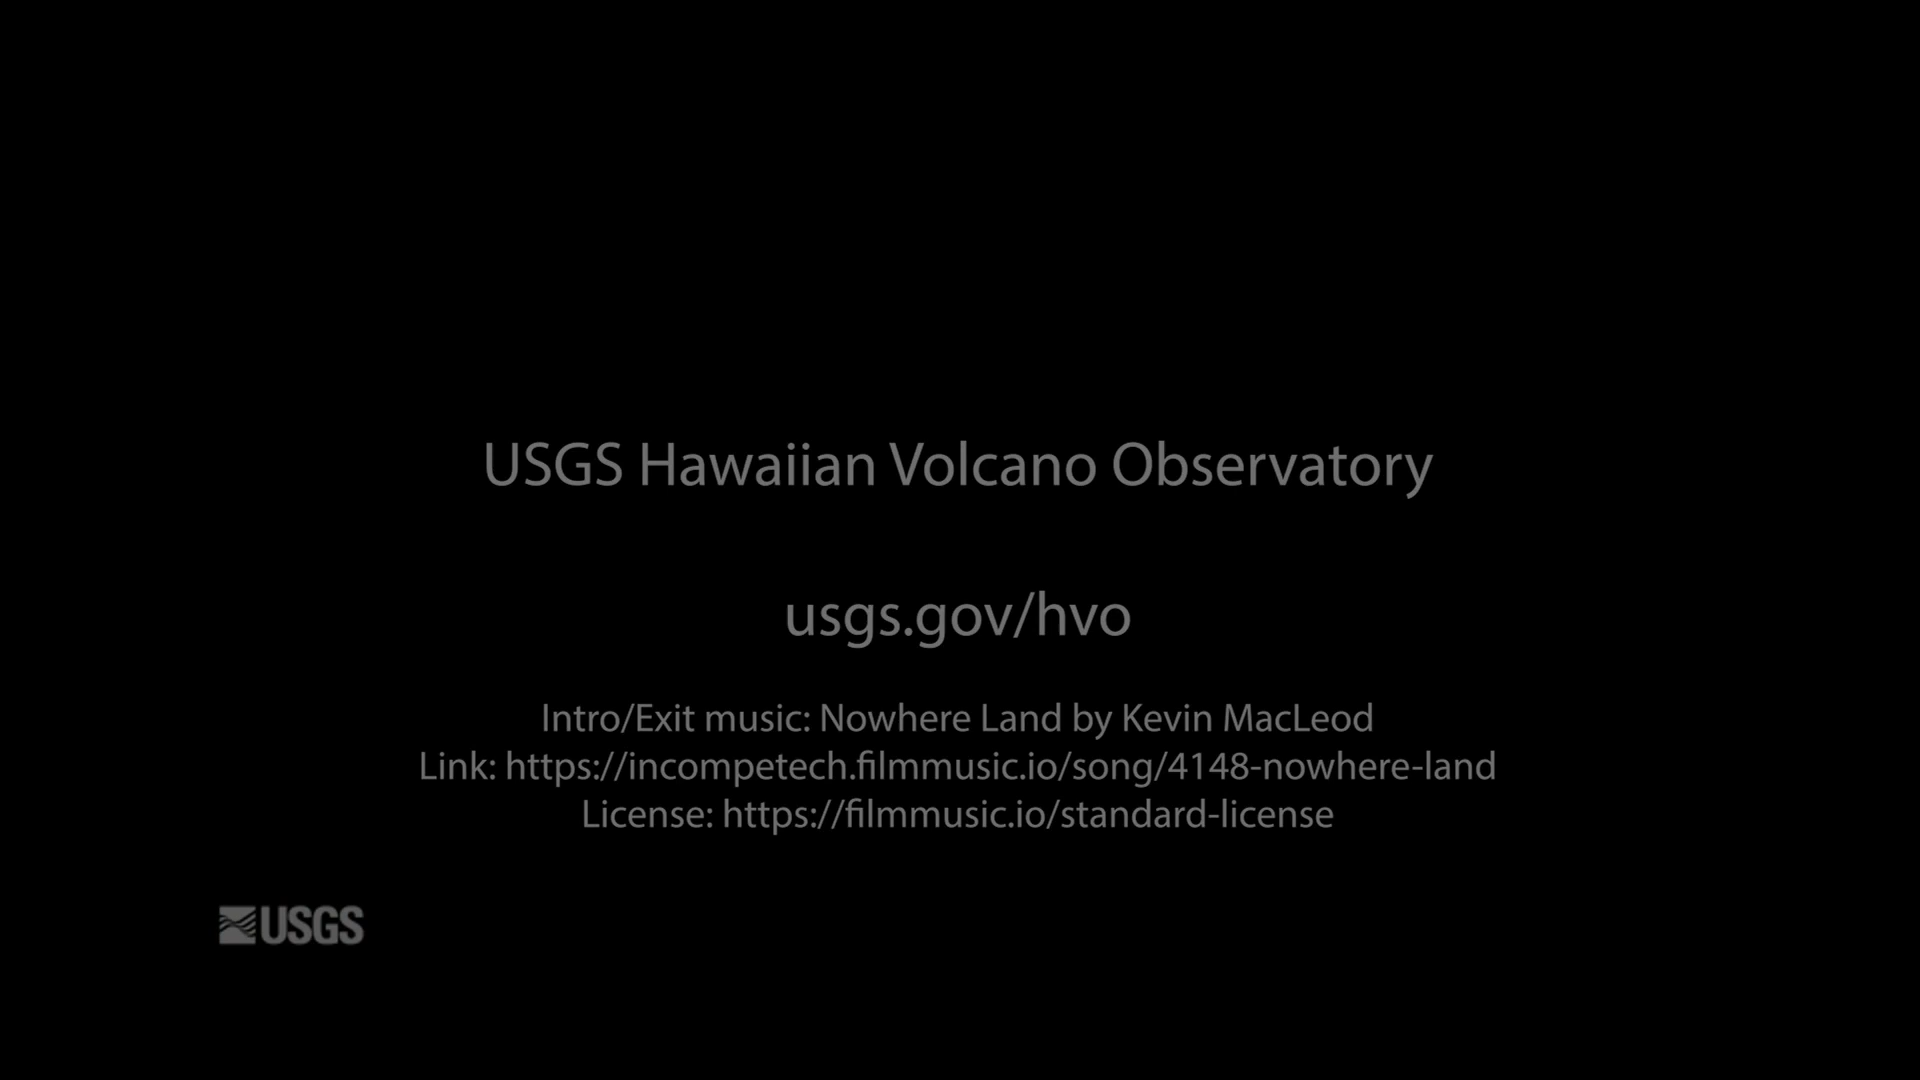 USGS Hawaiian Volcano Observatory
usgs.gov/hvo
Intro/Exit music: Nowhere Land by Kevin MacLeod
Link: https://incompetech.filmmusic.io/song/4148-nowhere-land
License: https://filmmusic.io/standard-license
USGS